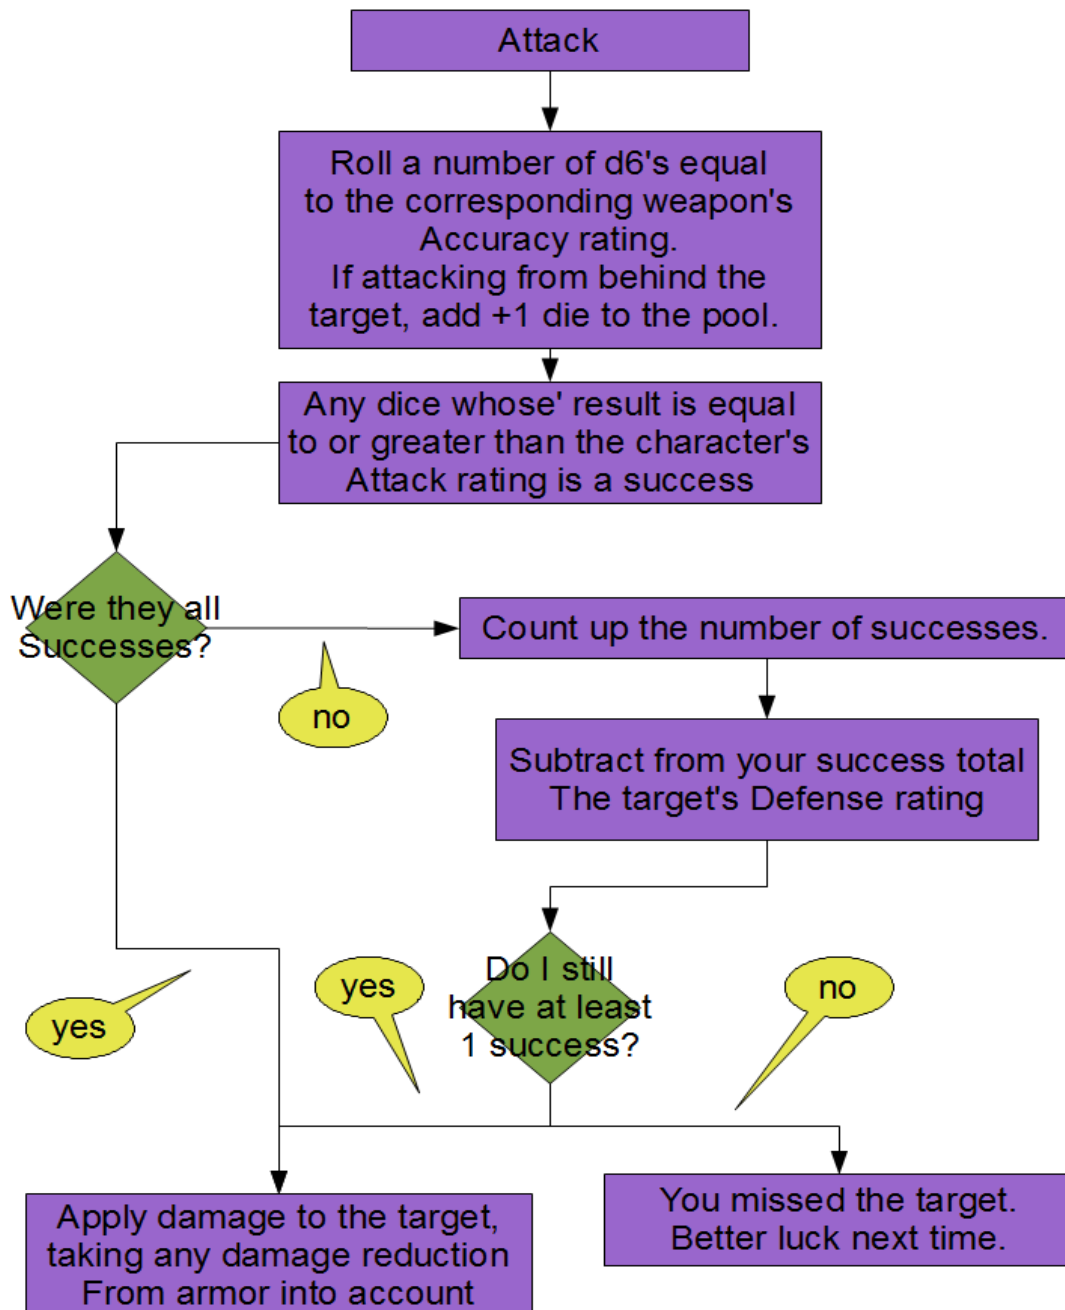 Attack
Roll a number of d6's equal
to the corresponding weapon's
Accuracy rating.
If attacking from behind the
target, add +1 die to the pool.
Any dice whose' result is equal
to or greater than the character's
Attack rating is a success
Were they all
Successes?
no
Count up the number of successes.
Subtract from your success total
The target's Defense rating
Do I still
have at least
1 success?
yes
yes
no
Apply damage to the target,
taking any damage reduction
From armor into account
You missed the target.
Better luck next time.